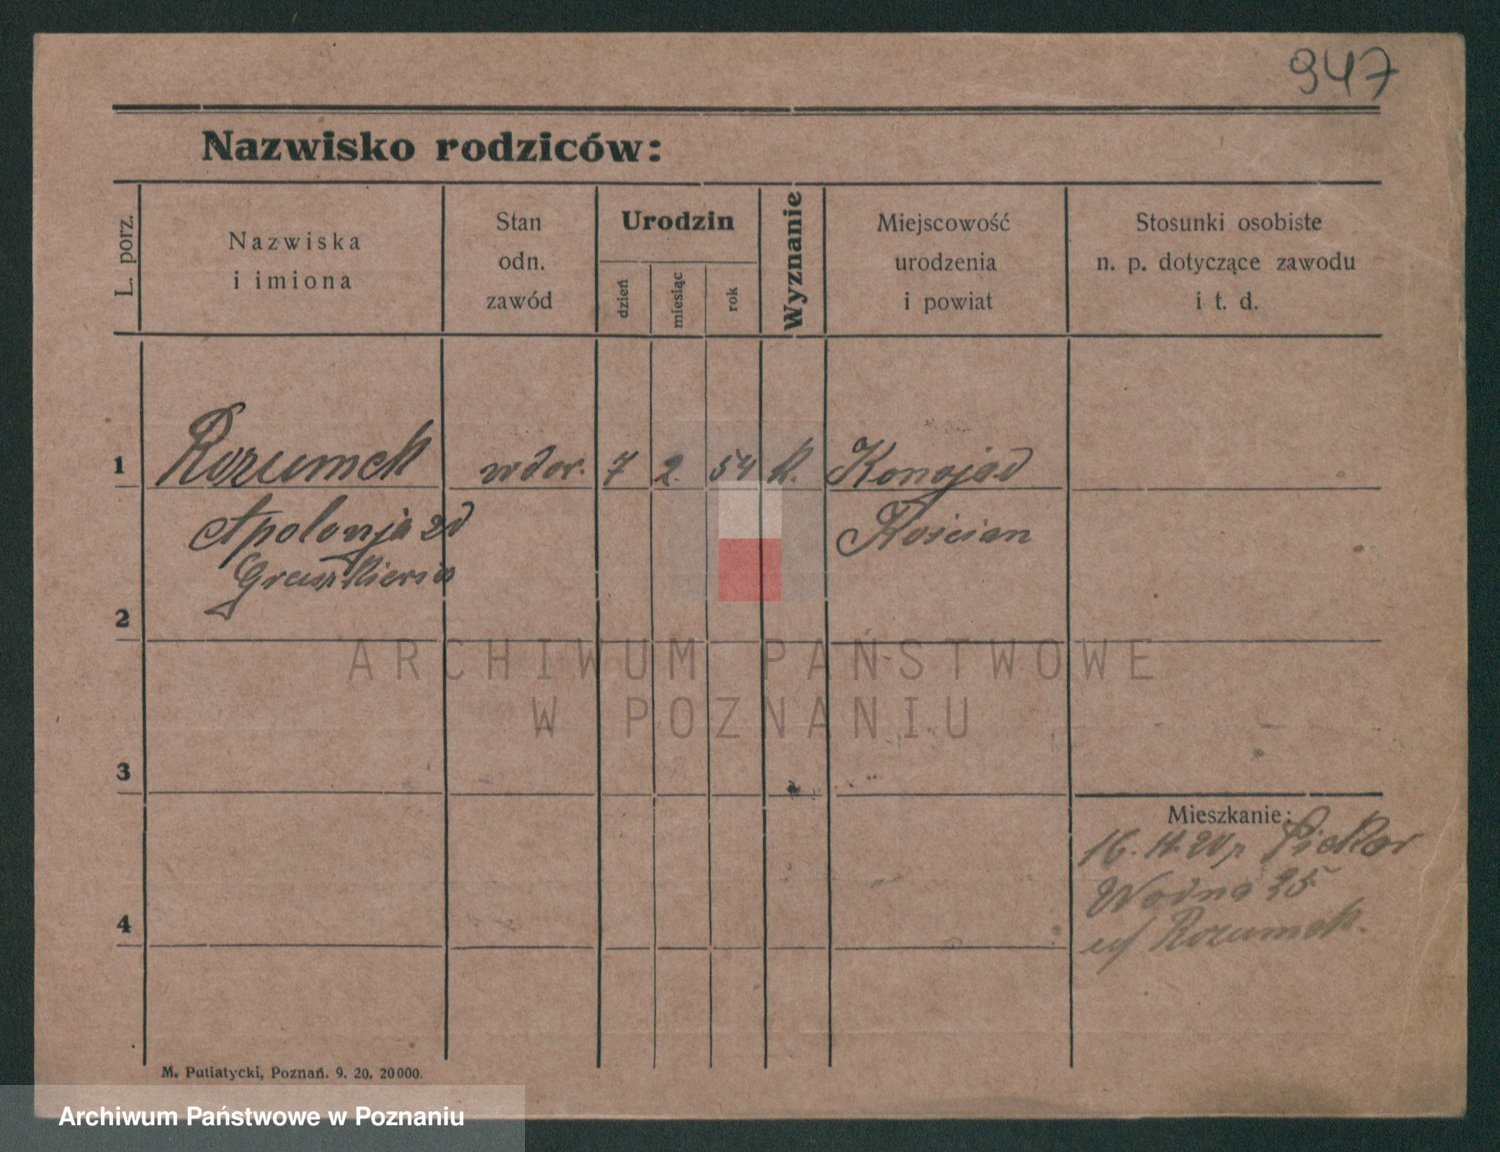 947
Nazwisko rodziców:
L. porz.
Nazwiska
i imiona
Stan
odn.
zawód
Urodzin
dzień
miesiąc
rok
Wyznanie
Miejscowość
urodzenia
i powiat
Stosunki osobiste
n. p. dotyczące zawodu
i t. d.
1
Rozumek
wdow.
7
2.
54
k.
Konojad
Apolonja zd
Kościan
2
ARCHIWUM PAŃSTWOWE
W POZNANIU
3
Mieszkanie:
16. 11. 20
4
Wodna 25
Rozumek.
M. Putiatycki, Poznań. 9. 20. 20000.
Archiwum Państwowe w Poznaniu